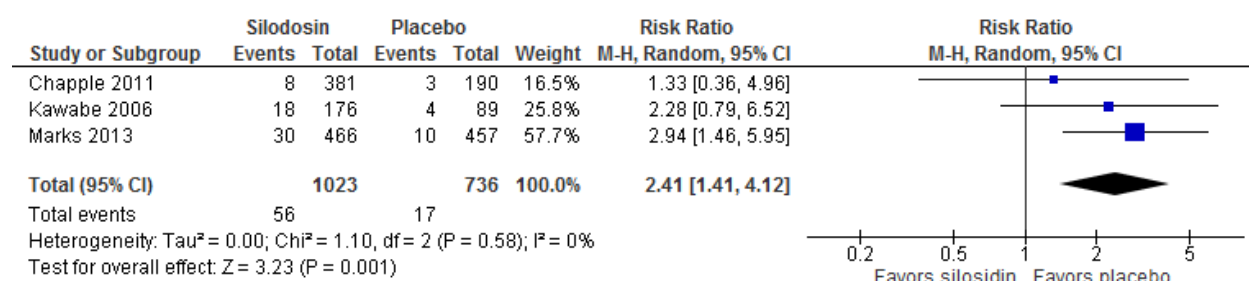 Silodosin Placebo Risk Ratio Risk Ratio
Study or Subgroup Events Total Events Total Weight M-H, Random, 95% CI M-H, Random, 95% CI
Chapple 2011 8 381 3 190 16.5% 1.33 [0.36, 4.96]
Kawabe 2006 18 176 4 89 25.8% 2.28 [0.79, 6.52]
Marks 2013 30 466 10 457 57.7% 2.94 [1.46, 5.95]
Total (95% CI) 1023 736 100.0% 2.41 [1.41, 4.12]
Total events 56 17
Heterogeneity: Tau² = 0.00; Chi² = 1.10, df = 2 (P = 0.58); I² = 0%
Test for overall effect: Z = 3.23 (P = 0.001)
0.2 0.5 1 2 5
Favors silosidin Favors placebo